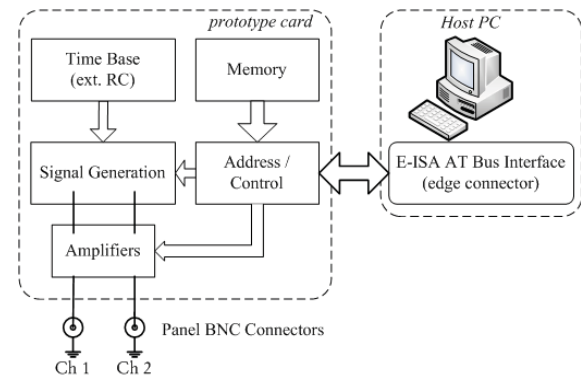 prototype card
Host PC
Time Base
(ext. RC)
Memory
Signal Generation
Address /
Control
E-ISA AT Bus Interface
(edge connector)
Amplifiers
Panel BNC Connectors
Ch 1
Ch 2